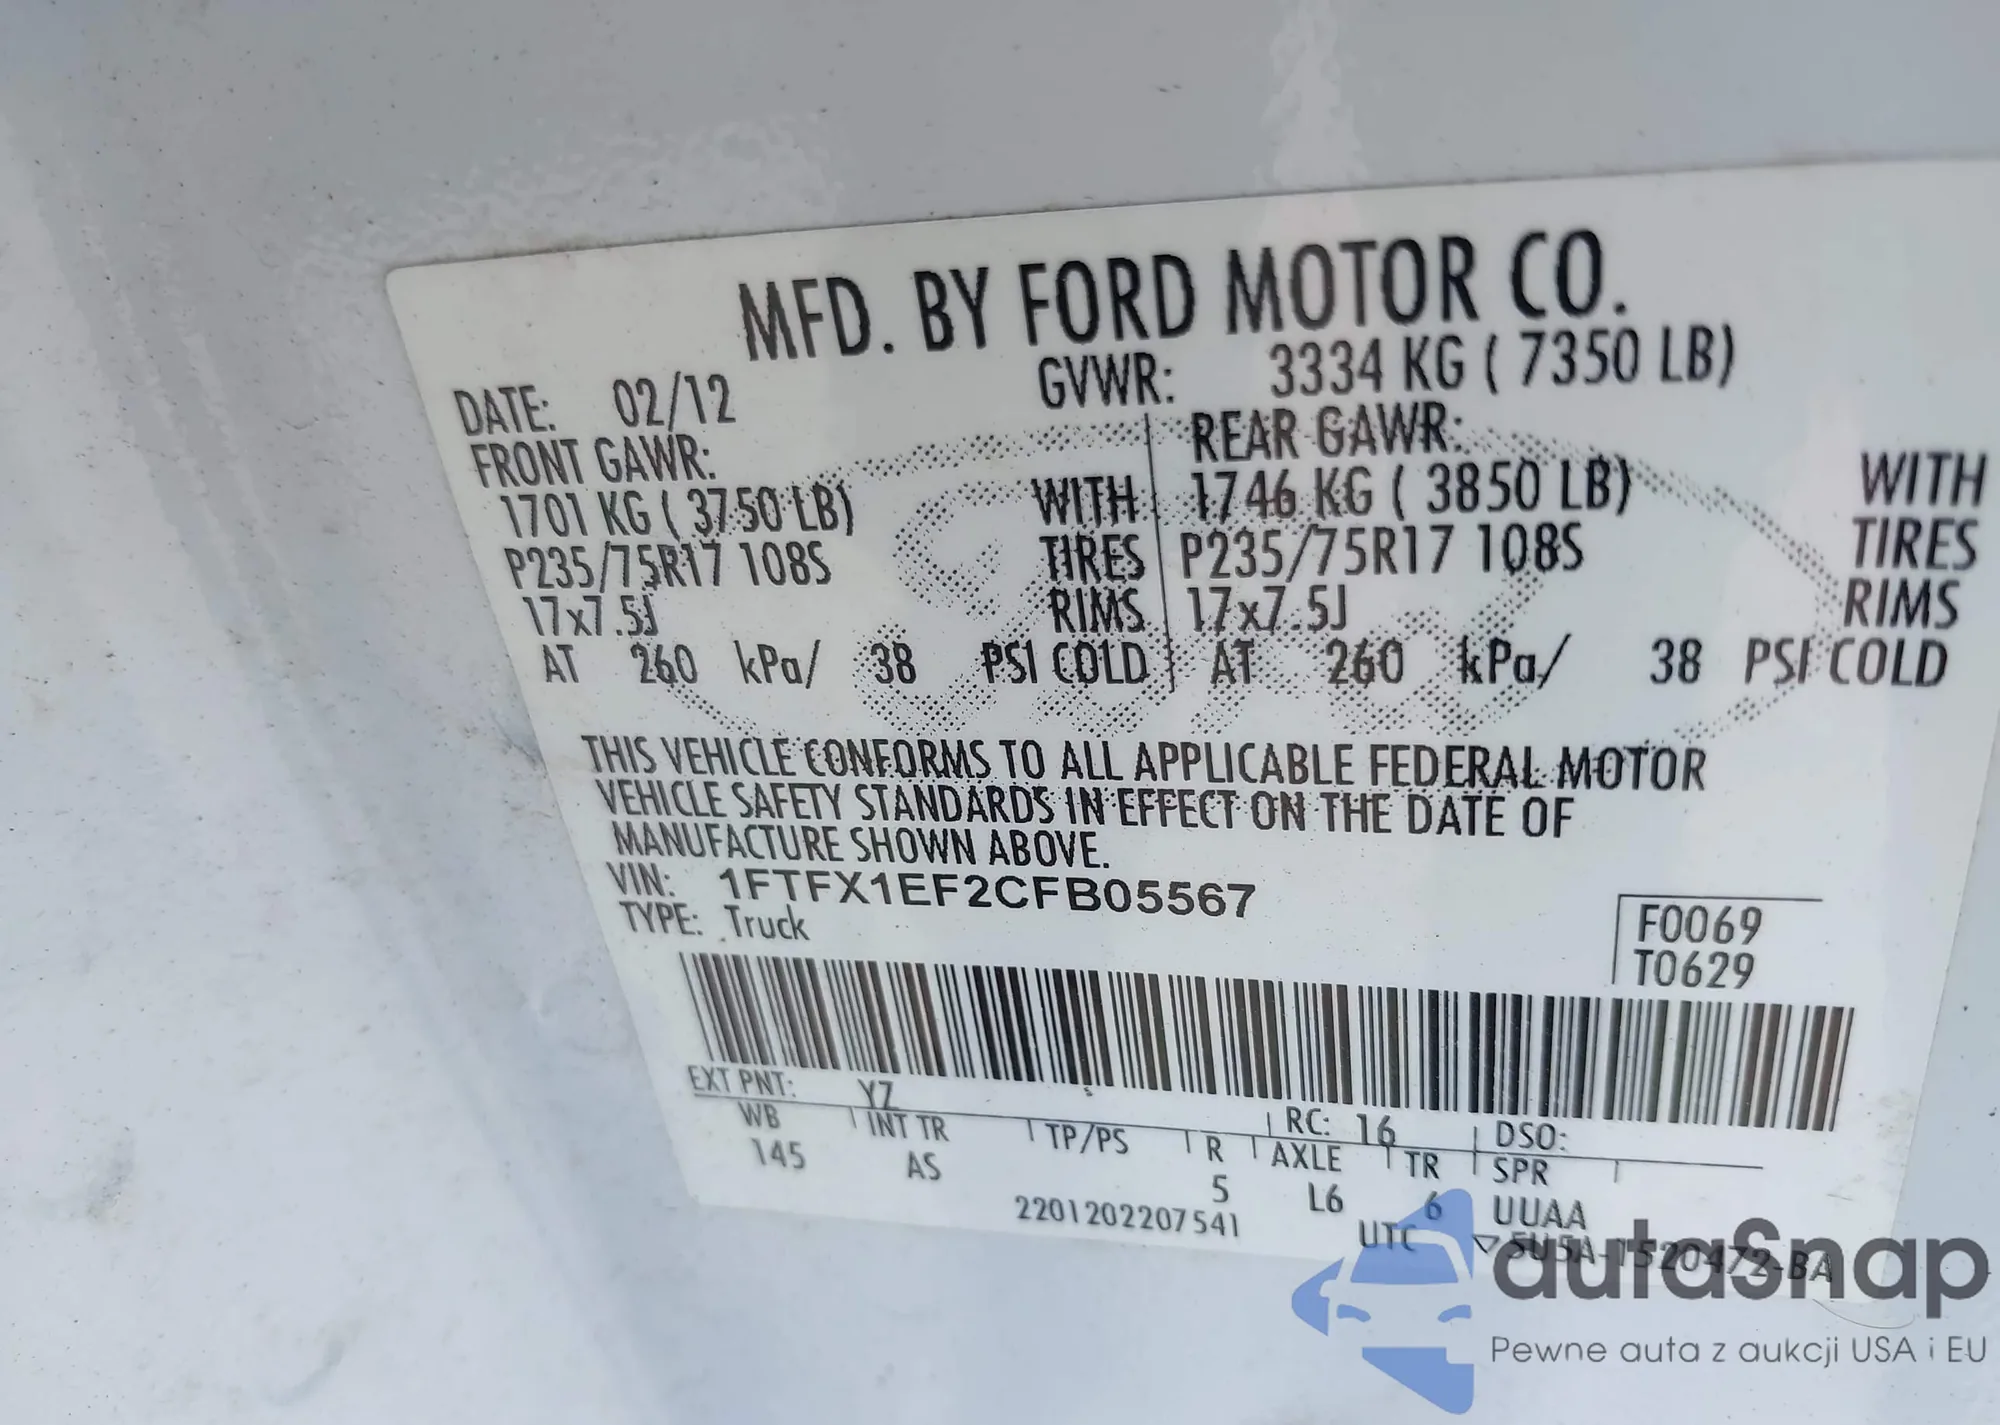 MFD. BY FORD MOTOR CO.
DATE: 02/12 GVWR: 3334 KG ( 7350 LB)
FRONT GAWR: REAR GAWR:
1701 KG ( 3750 LB) WITH 1746 KG ( 3850 LB) WITH
P235/75R17 108S TIRES P235/75R17 108S TIRES
17x7.5J RIMS 17x7.5J RIMS
AT 260 kPa/ 38 PSI COLD AT 260 kPa/ 38 PSI COLD
THIS VEHICLE CONFORMS TO ALL APPLICABLE FEDERAL MOTOR
VEHICLE SAFETY STANDARDS IN EFFECT ON THE DATE OF
MANUFACTURE SHOWN ABOVE.
VIN: 1FTFX1EF2CFB05567
TYPE: Truck
F0069
T0629
EXT PNT: YZ RC: 16 DSO:
WB INT TR TP/PS R AXLE TR SPR
145 AS 5 L6 6 UUAA
2201202207541 UTC 5U5A-1520472-BA
autaSnap
Pewne auta z aukcji USA i EU